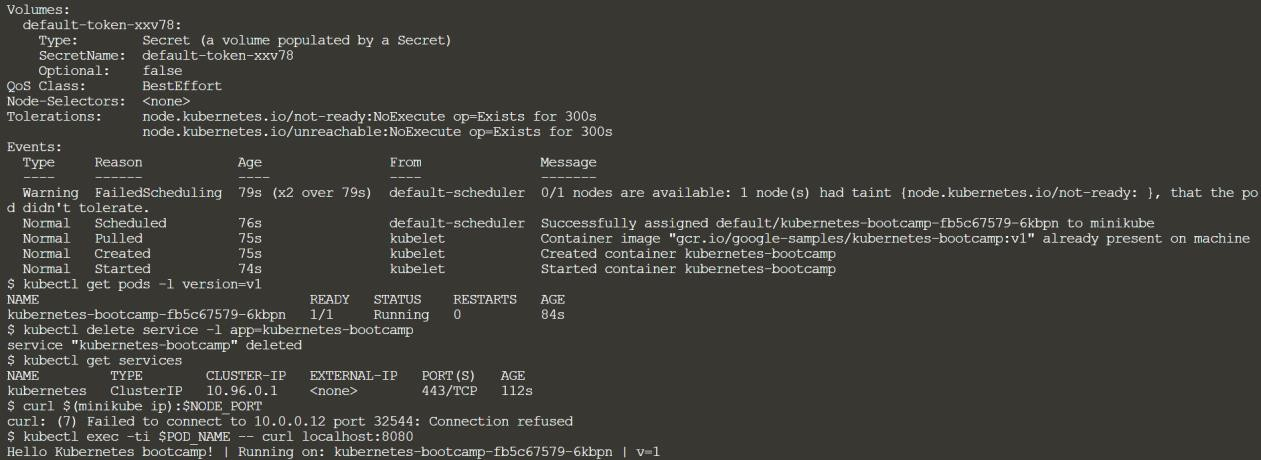 Volumes:
  default-token-xxv78:
    Type:        Secret (a volume populated by a Secret)
    SecretName:  default-token-xxv78
    Optional:    false
QoS Class:       BestEffort
Node-Selectors:  <none>
Tolerations:     node.kubernetes.io/not-ready:NoExecute op=Exists for 300s
                 node.kubernetes.io/unreachable:NoExecute op=Exists for 300s
Events:
  Type     Reason            Age                From               Message
  ----     ------            ----               ----               -------
  Warning  FailedScheduling  79s (x2 over 79s)  default-scheduler  0/1 nodes are available: 1 node(s) had taint {node.kubernetes.io/not-ready: }, that the po
d didn't tolerate.
  Normal   Scheduled         76s                default-scheduler  Successfully assigned default/kubernetes-bootcamp-fb5c67579-6kbpn to minikube
  Normal   Pulled            75s                kubelet            Container image "gcr.io/google-samples/kubernetes-bootcamp:v1" already present on machine
  Normal   Created           75s                kubelet            Created container kubernetes-bootcamp
  Normal   Started           74s                kubelet            Started container kubernetes-bootcamp
$ kubectl get pods -l version=v1
NAME                                  READY   STATUS    RESTARTS   AGE
kubernetes-bootcamp-fb5c67579-6kbpn   1/1     Running   0          84s
$ kubectl delete service -l app=kubernetes-bootcamp
service "kubernetes-bootcamp" deleted
$ kubectl get services
NAME         TYPE        CLUSTER-IP   EXTERNAL-IP   PORT(S)   AGE
kubernetes   ClusterIP   10.96.0.1    <none>        443/TCP   112s
$ curl $(minikube ip):$NODE_PORT
curl: (7) Failed to connect to 10.0.0.12 port 32544: Connection refused
$ kubectl exec -ti $POD_NAME -- curl localhost:8080
Hello Kubernetes bootcamp! | Running on: kubernetes-bootcamp-fb5c67579-6kbpn | v=1